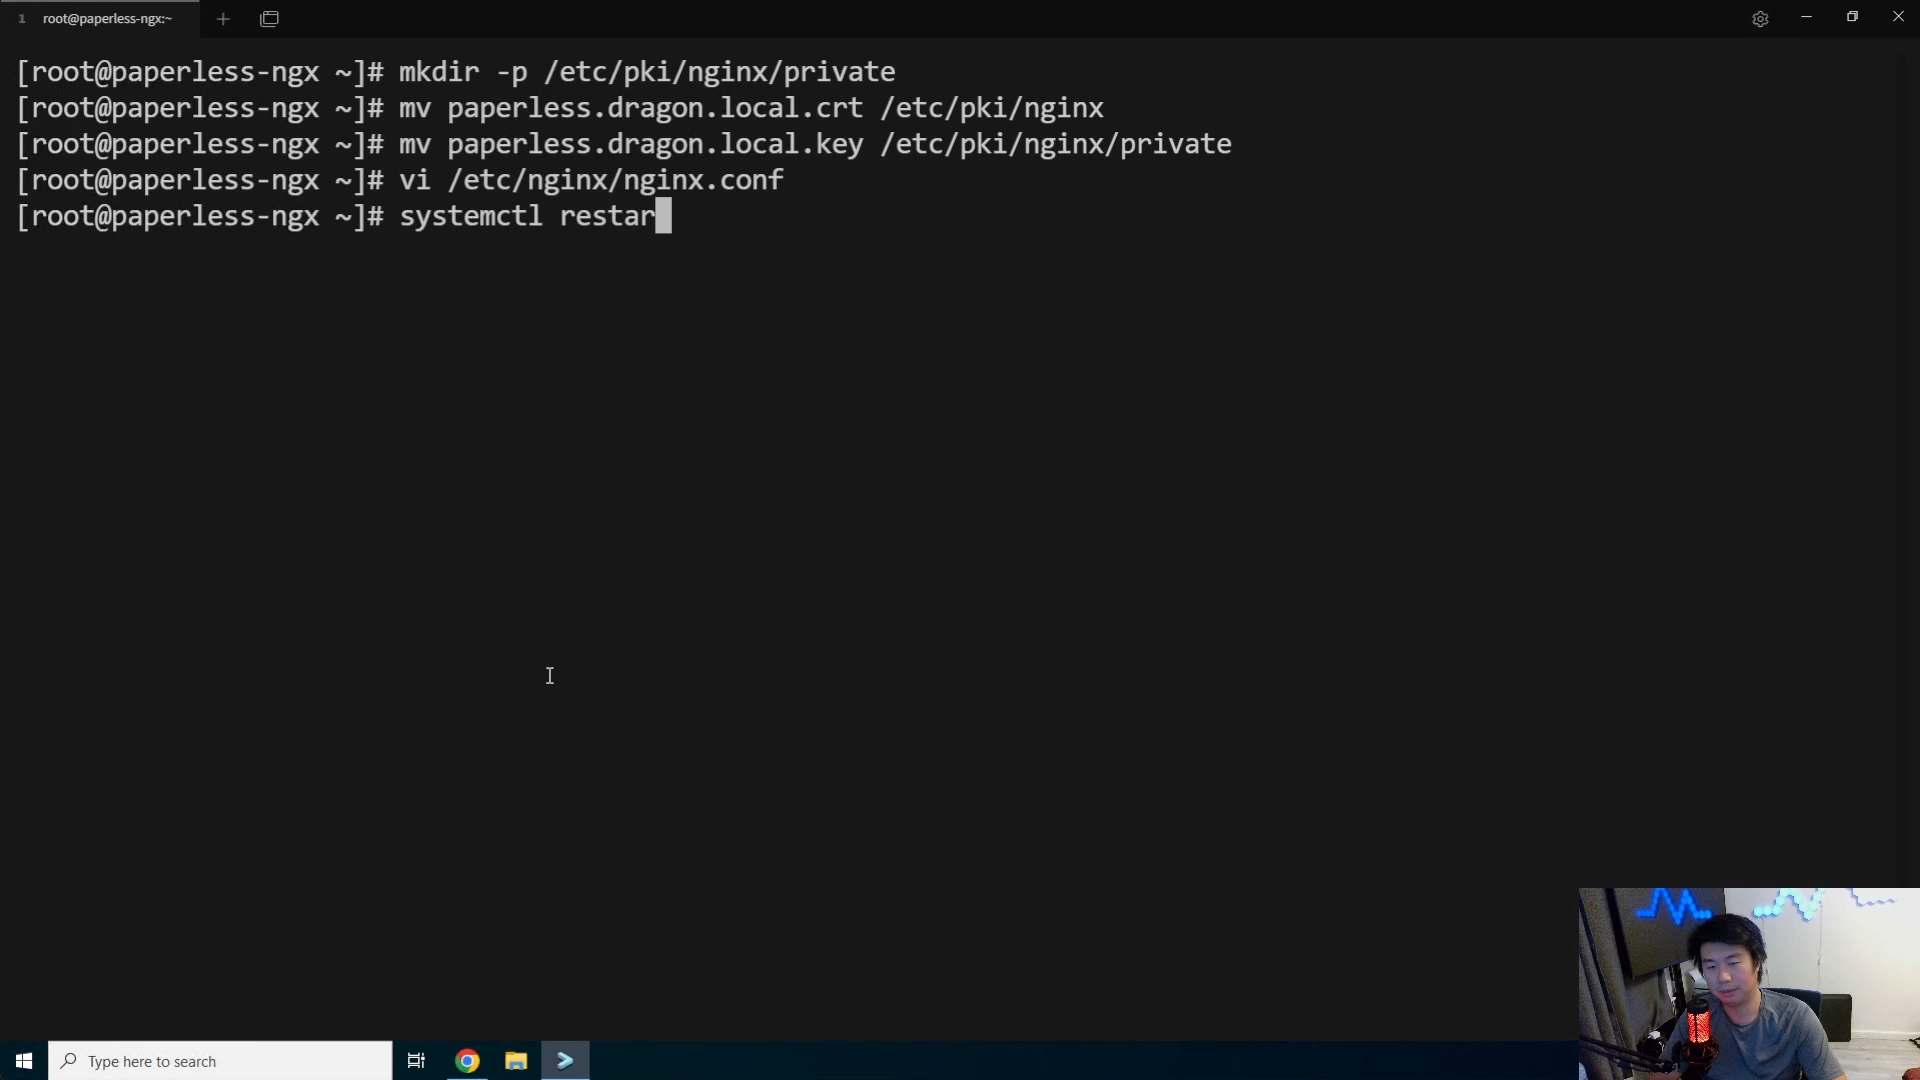 1 root@paperless-ngx:~
[root@paperless-ngx ~]# mkdir -p /etc/pki/nginx/private
[root@paperless-ngx ~]# mv paperless.dragon.local.crt /etc/pki/nginx
[root@paperless-ngx ~]# mv paperless.dragon.local.key /etc/pki/nginx/private
[root@paperless-ngx ~]# vi /etc/nginx/nginx.conf
[root@paperless-ngx ~]# systemctl restar
Type here to search